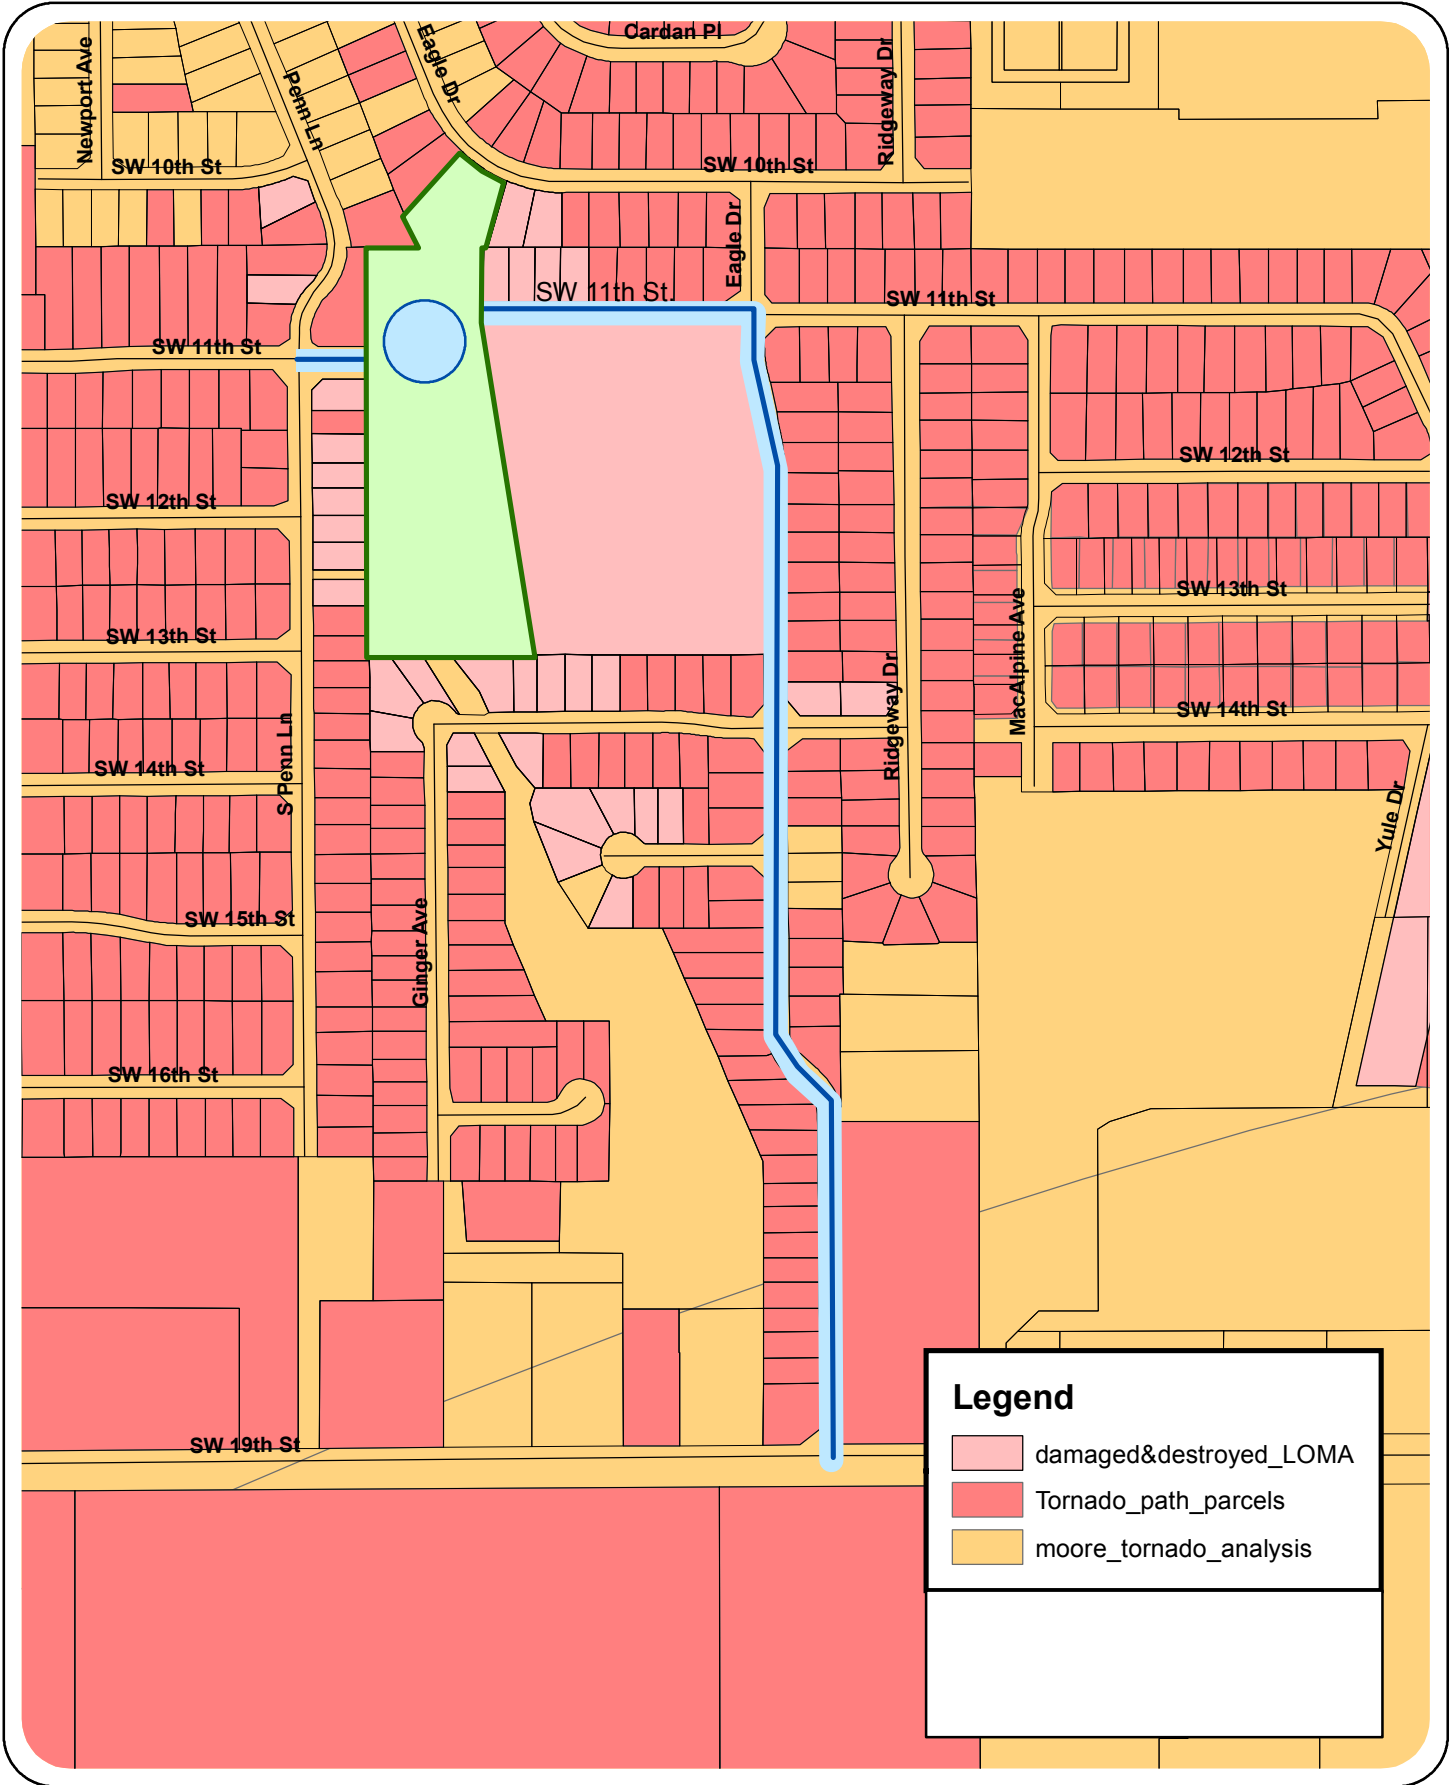 Cardan Pl
Newport Ave
Eagle Dr
Penn Ln
Ridgeway Dr
SW 10th St
SW 10th St
Eagle Dr
SW 11th St.
SW 11th St
SW 11th St
SW 12th St
SW 12th St
SW 13th St
MacAlpine Ave
SW 13th St
Ridgeway Dr
SW 14th St
S Penn Ln
SW 14th St
Yule Dr
SW 15th St
Ginger Ave
SW 16th St
SW 19th St
Legend
damaged&destroyed_LOMA
Tornado_path_parcels
moore_tornado_analysis